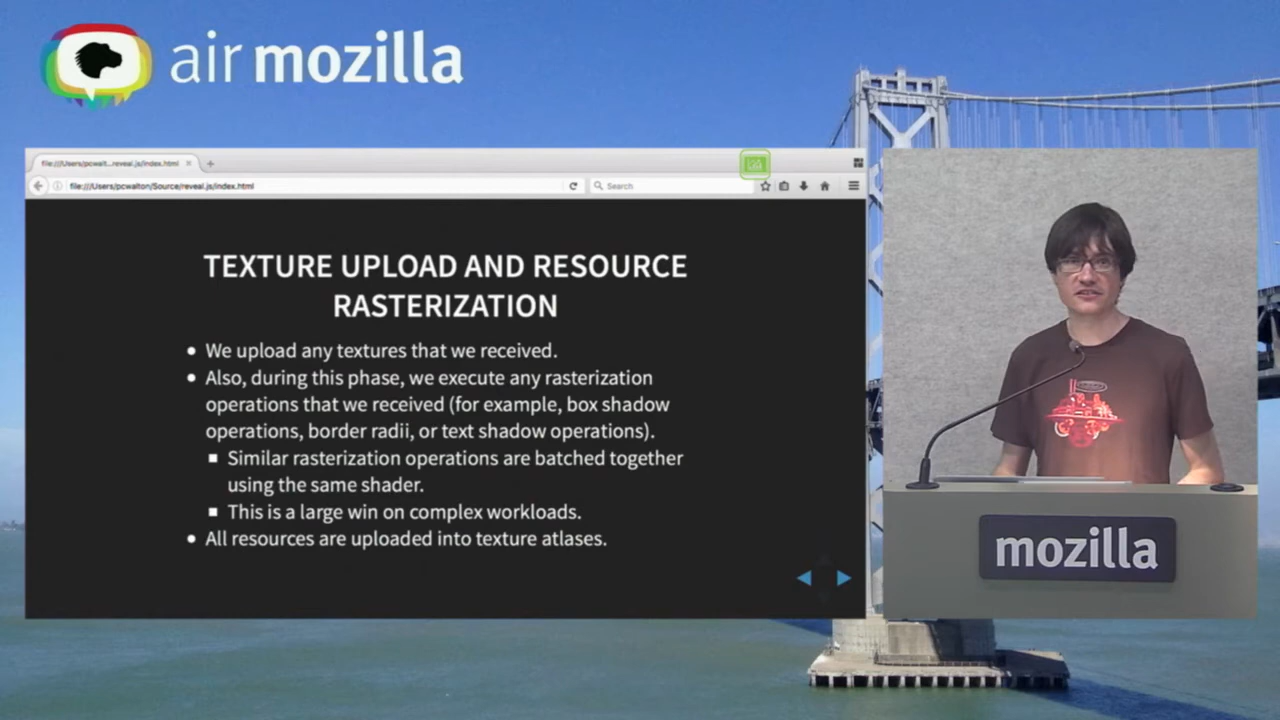 air mozilla
file:///Users/pcwalt...reveal.js/index.html
file:///Users/pcwalton/Source/reveal.js/index.html
Search
TEXTURE UPLOAD AND RESOURCE
RASTERIZATION
We upload any textures that we received.
Also, during this phase, we execute any rasterization
operations that we received (for example, box shadow
operations, border radii, or text shadow operations).
Similar rasterization operations are batched together
using the same shader.
This is a large win on complex workloads.
All resources are uploaded into texture atlases.
mozilla